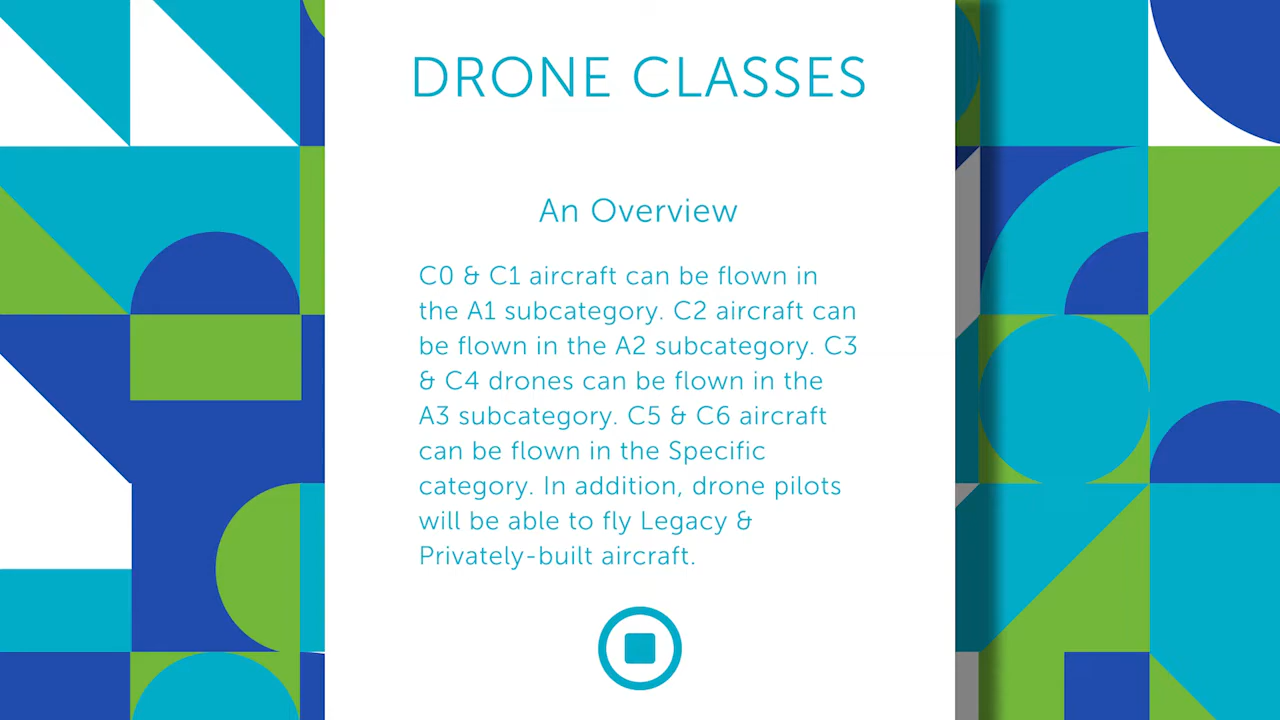 DRONE CLASSES
An Overview
C0 & C1 aircraft can be flown in
the A1 subcategory. C2 aircraft can
be flown in the A2 subcategory. C3
& C4 drones can be flown in the
A3 subcategory. C5 & C6 aircraft
can be flown in the Specific
category. In addition, drone pilots
will be able to fly Legacy &
Privately-built aircraft.